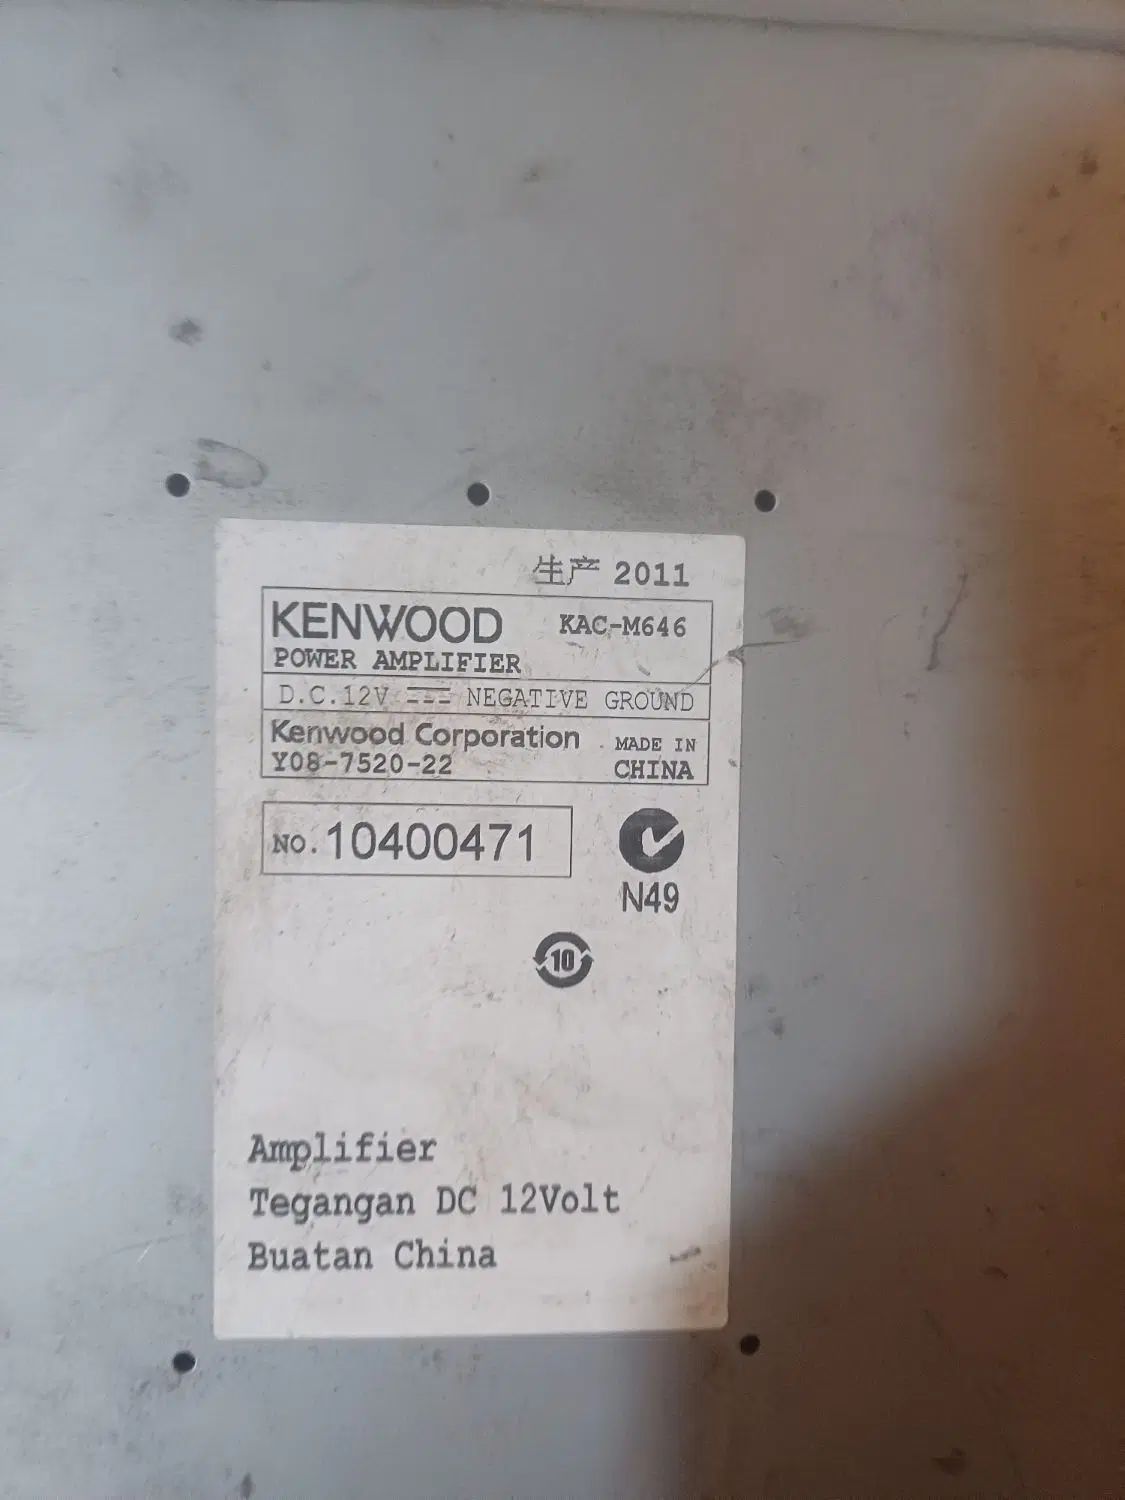 生产 2011
KENWOOD KAC-M646
POWER AMPLIFIER
D.C.12V NEGATIVE GROUND
Kenwood Corporation MADE IN
Y08-7520-22 CHINA
NO. 10400471
N49
10
Amplifier
Tegangan DC 12Volt
Buatan China